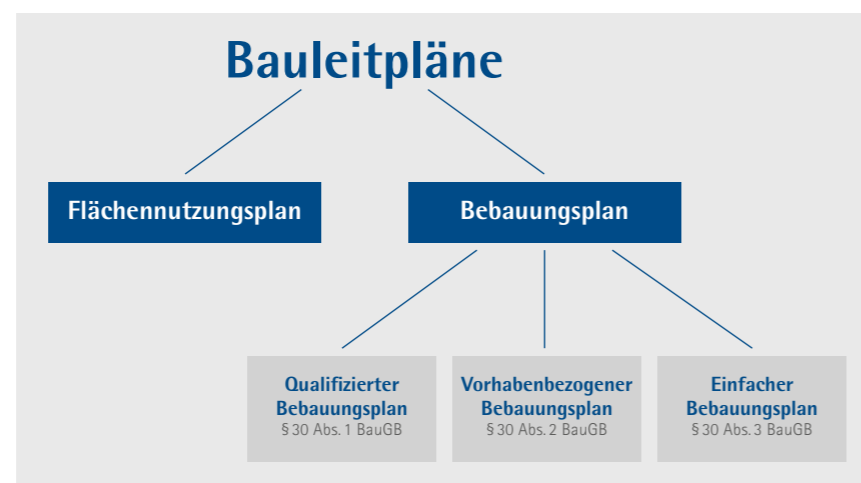 Bauleitpläne
Flächennutzungsplan
Bebauungsplan
Qualifizierter
Bebauungsplan
§ 30 Abs. 1 BauGB
Vorhabenbezogener
Bebauungsplan
§ 30 Abs. 2 BauGB
Einfacher
Bebauungsplan
§ 30 Abs. 3 BauGB